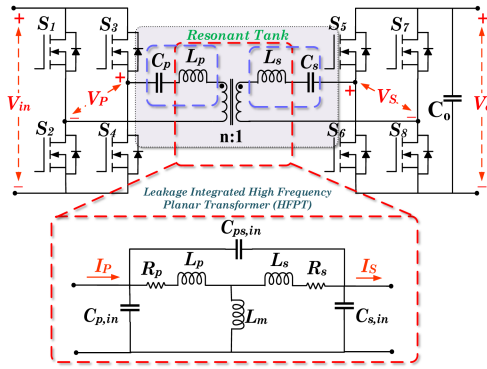 S1 S3 Resonant Tank S5 S7
Cp Lp Ls Cs
Vin VP VS Co V
S2 S4 n:1 S6 S8
Leakage Integrated High Frequency
Planar Transformer (HFPT)
Cps,in
IP Rp Lp Ls Rs IS
Cp,in Lm Cs,in